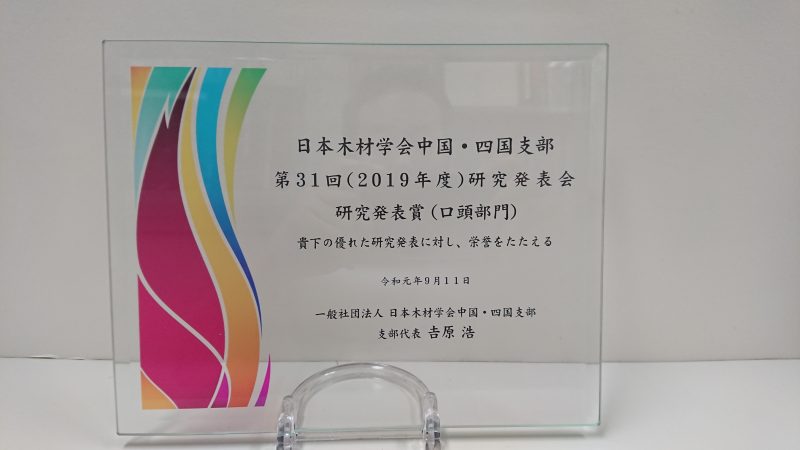 日本木材学会中国・四国支部
第31回(2019年度)研究発表会
研究発表賞(口頭部門)
貴下の優れた研究発表に対し、栄誉をたたえる
令和元年9月11日
一般社団法人 日本木材学会中国・四国支部
支部代表 𠮷原 浩